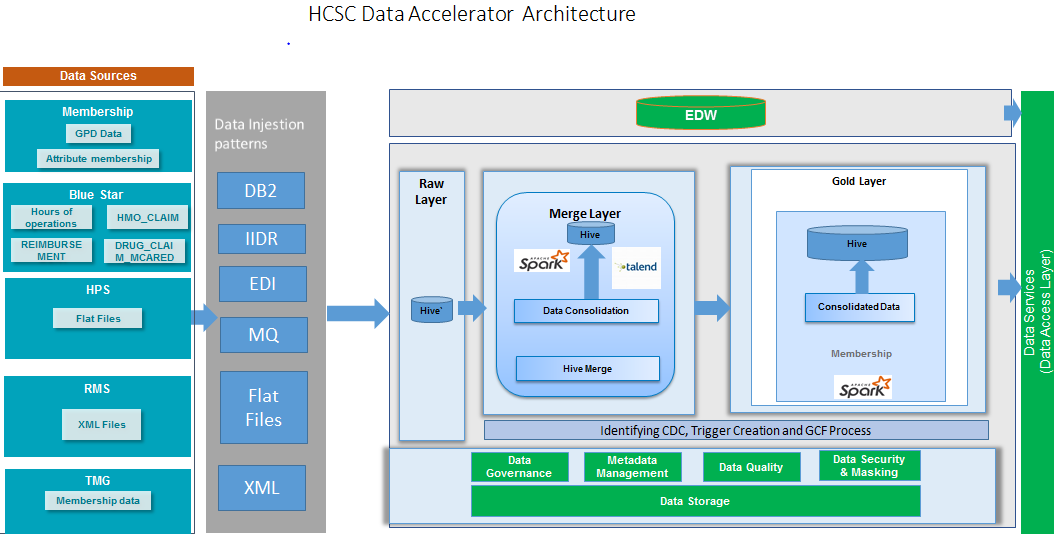 HCSC Data Accelerator Architecture
Data Sources
Membership
GPD Data
Attribute membership
Blue Star
Hours of
operations
HMO_CLAIM
REIMBURSE
MENT
DRUG_CLAI
M_MCARED
HPS
Flat Files
RMS
XML Files
TMG
Membership data
Data Injestion
patterns
DB2
IIDR
EDI
MQ
Flat
Files
XML
EDW
Raw
Layer
Hive*
Merge Layer
Hive
APACHE
Spark
talend
Data Consolidation
Hive Merge
Gold Layer
Hive
Consolidated Data
Membership
APACHE
Spark
Identifying CDC, Trigger Creation and GCF Process
Data
Governance
Metadata
Management
Data Quality
Data Security
& Masking
Data Storage
Data Services
(Data Access Layer)